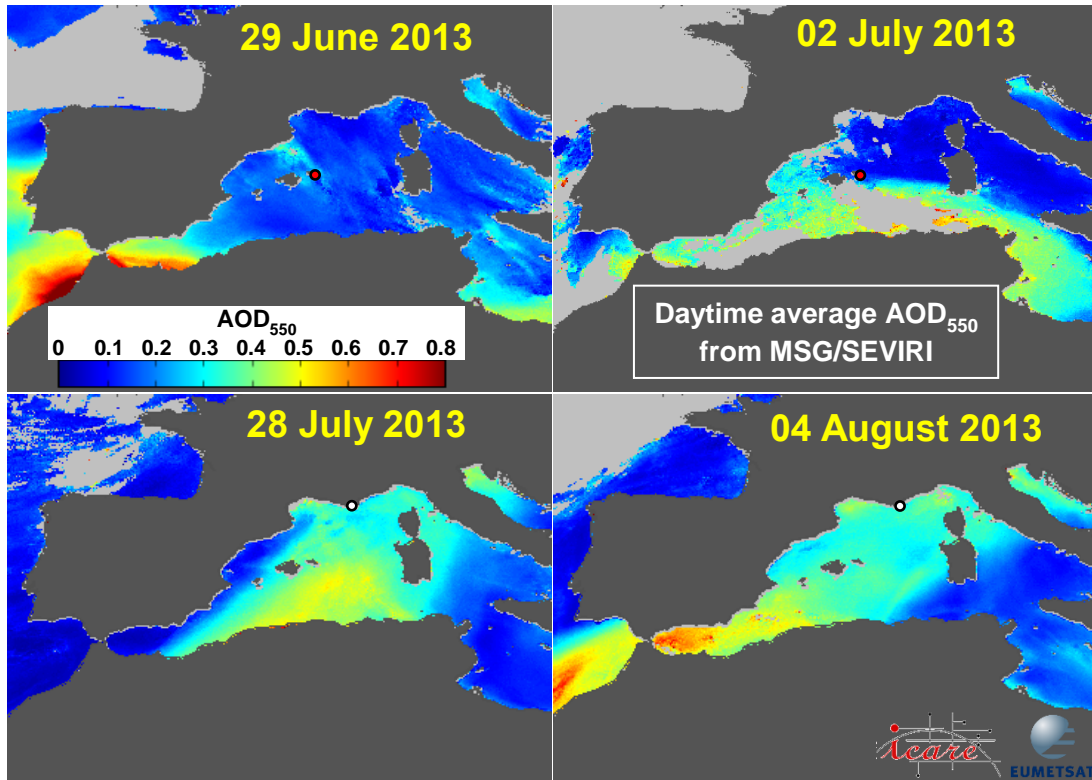 29 June 2013
02 July 2013
AOD550
0 0.1 0.2 0.3 0.4 0.5 0.6 0.7 0.8
Daytime average AOD550
from MSG/SEVIRI
28 July 2013
04 August 2013
icare
EUMETSAT